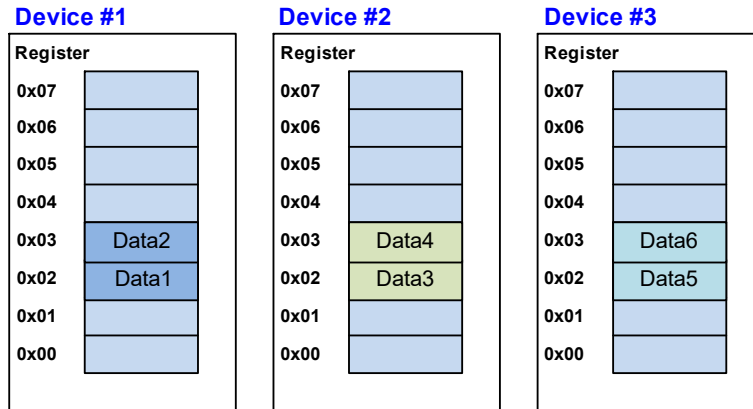 Device #1
Register
0x07
0x06
0x05
0x04
0x03 Data2
0x02 Data1
0x01
0x00
Device #2
Register
0x07
0x06
0x05
0x04
0x03 Data4
0x02 Data3
0x01
0x00
Device #3
Register
0x07
0x06
0x05
0x04
0x03 Data6
0x02 Data5
0x01
0x00